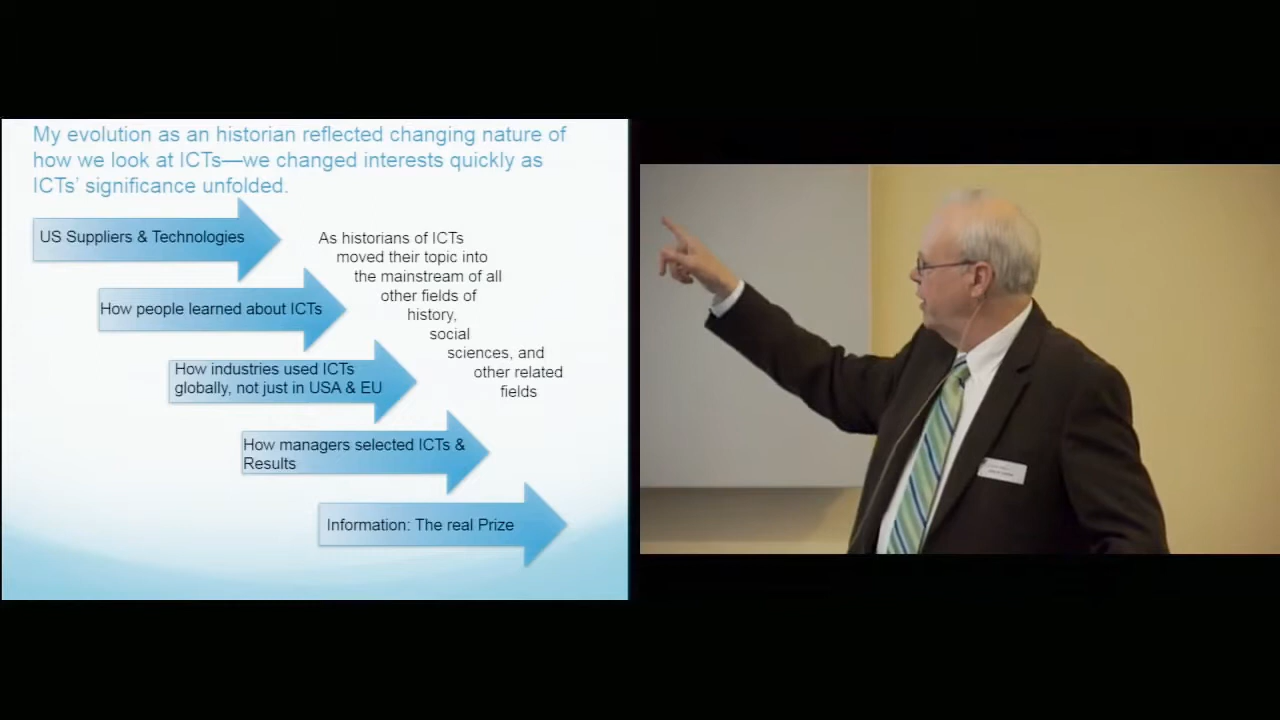 My evolution as an historian reflected changing nature of
how we look at ICTs—we changed interests quickly as
ICTs’ significance unfolded.
US Suppliers & Technologies
How people learned about ICTs
How industries used ICTs
globally, not just in USA & EU
How managers selected ICTs &
Results
Information: The real Prize
As historians of ICTs
moved their topic into
the mainstream of all
other fields of
history,
social
sciences, and
other related
fields